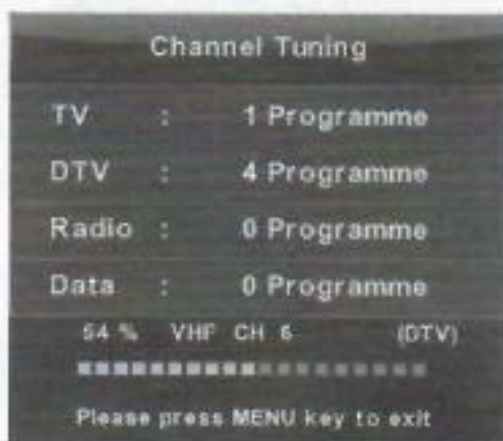 Channel Tuning
TV : 1 Programme
DTV : 4 Programme
Radio : 0 Programme
Data : 0 Programme
54 % VHF CH 6 (DTV)
Please press MENU key to exit